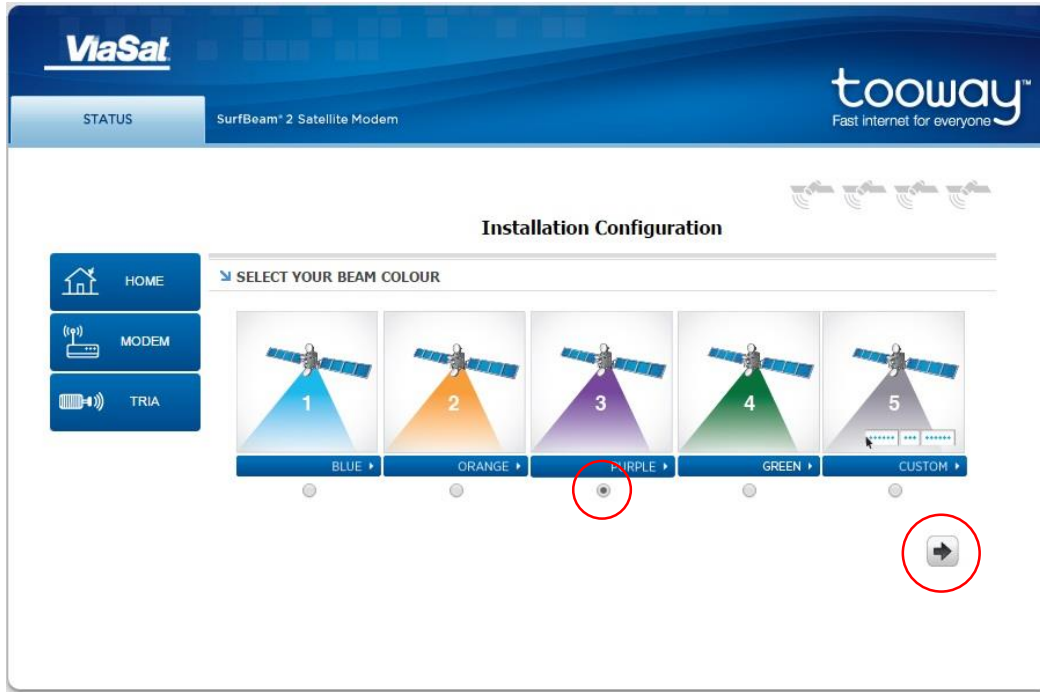 ViaSat
tooway™
Fast internet for everyone
STATUS
SurfBeam® 2 Satellite Modem
Installation Configuration
HOME
MODEM
TRIA
SELECT YOUR BEAM COLOUR
1 2 3 4 5
BLUE ORANGE PURPLE GREEN CUSTOM